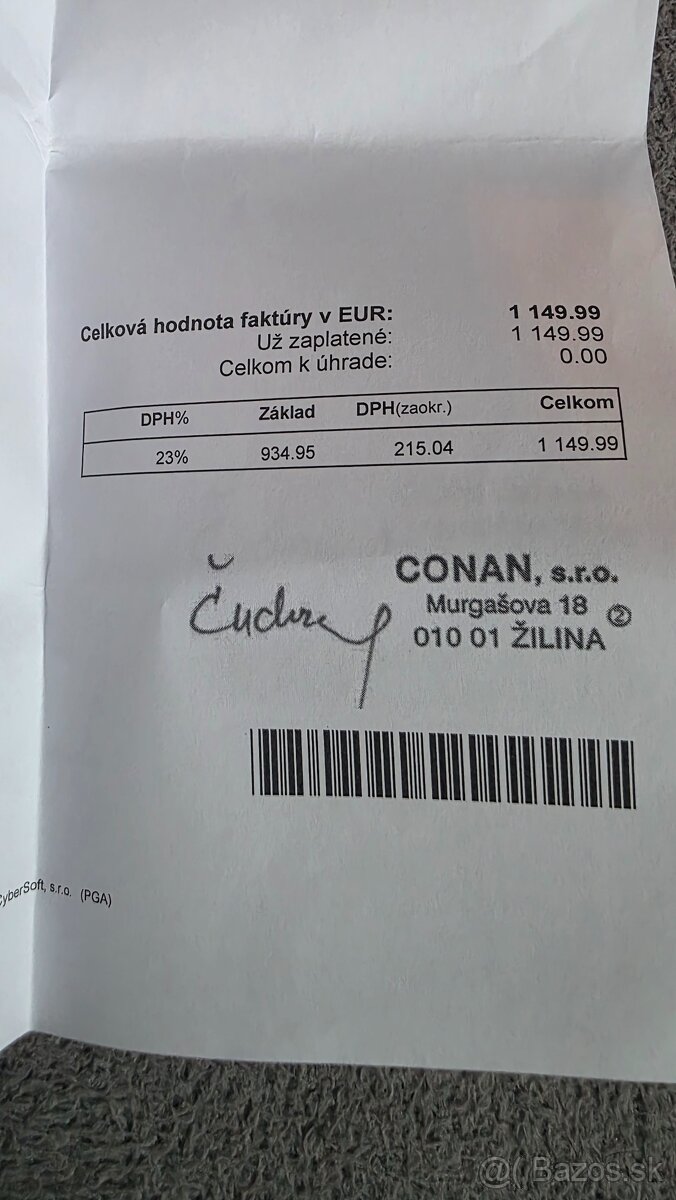 Celková hodnota faktúry v EUR: 1 149.99
Už zaplatené: 1 149.99
Celkom k úhrade: 0.00
DPH% Základ DPH(zaokr.) Celkom
23% 934.95 215.04 1 149.99
CONAN, s.r.o.
Murgašova 18 2
010 01 ŽILINA
CyberSoft, s.r.o. (PGA)
@( Bazos.sk